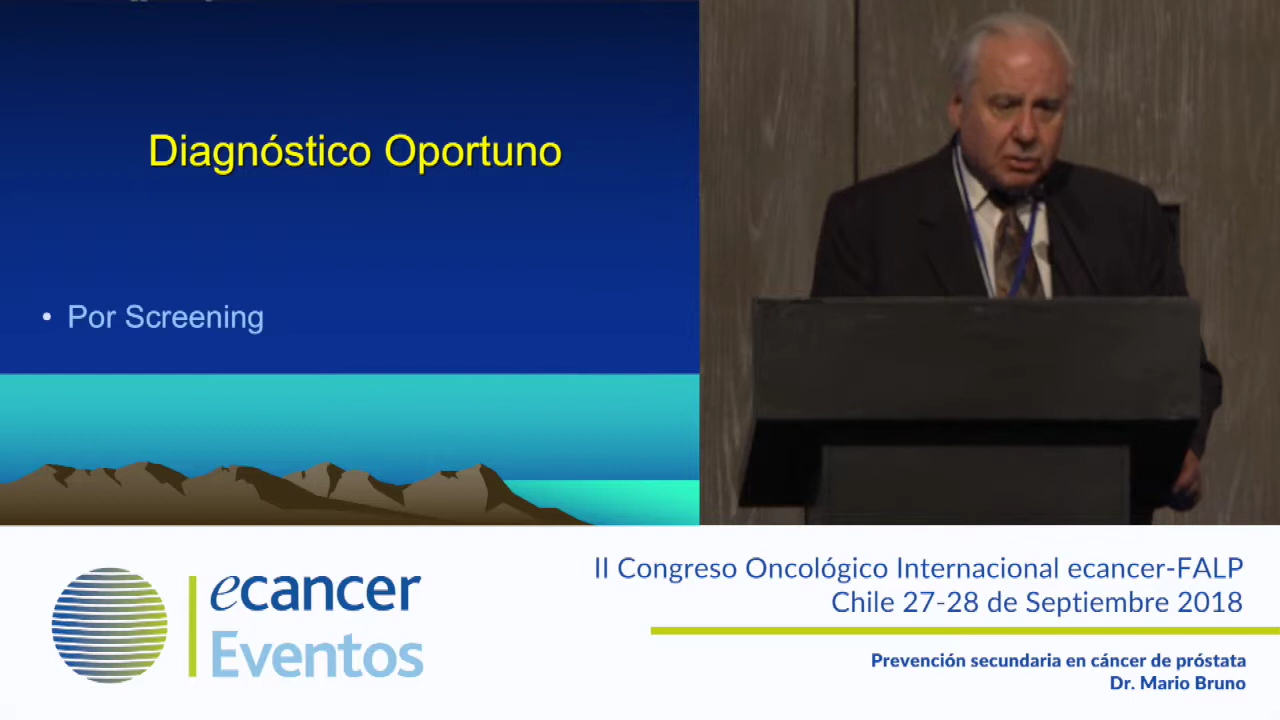 Diagnóstico Oportuno
• Por Screening
ecancer
Eventos
II Congreso Oncológico Internacional ecancer-FALP
Chile 27-28 de Septiembre 2018
Prevención secundaria en cáncer de próstata
Dr. Mario Bruno